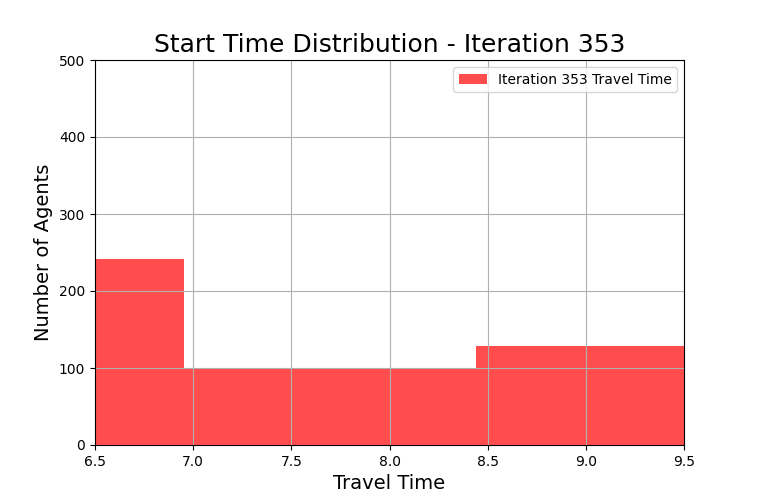 Start Time Distribution - Iteration 353
Iteration 353 Travel Time
Number of Agents
500
400
300
200
100
0
6.5 7.0 7.5 8.0 8.5 9.0 9.5
Travel Time